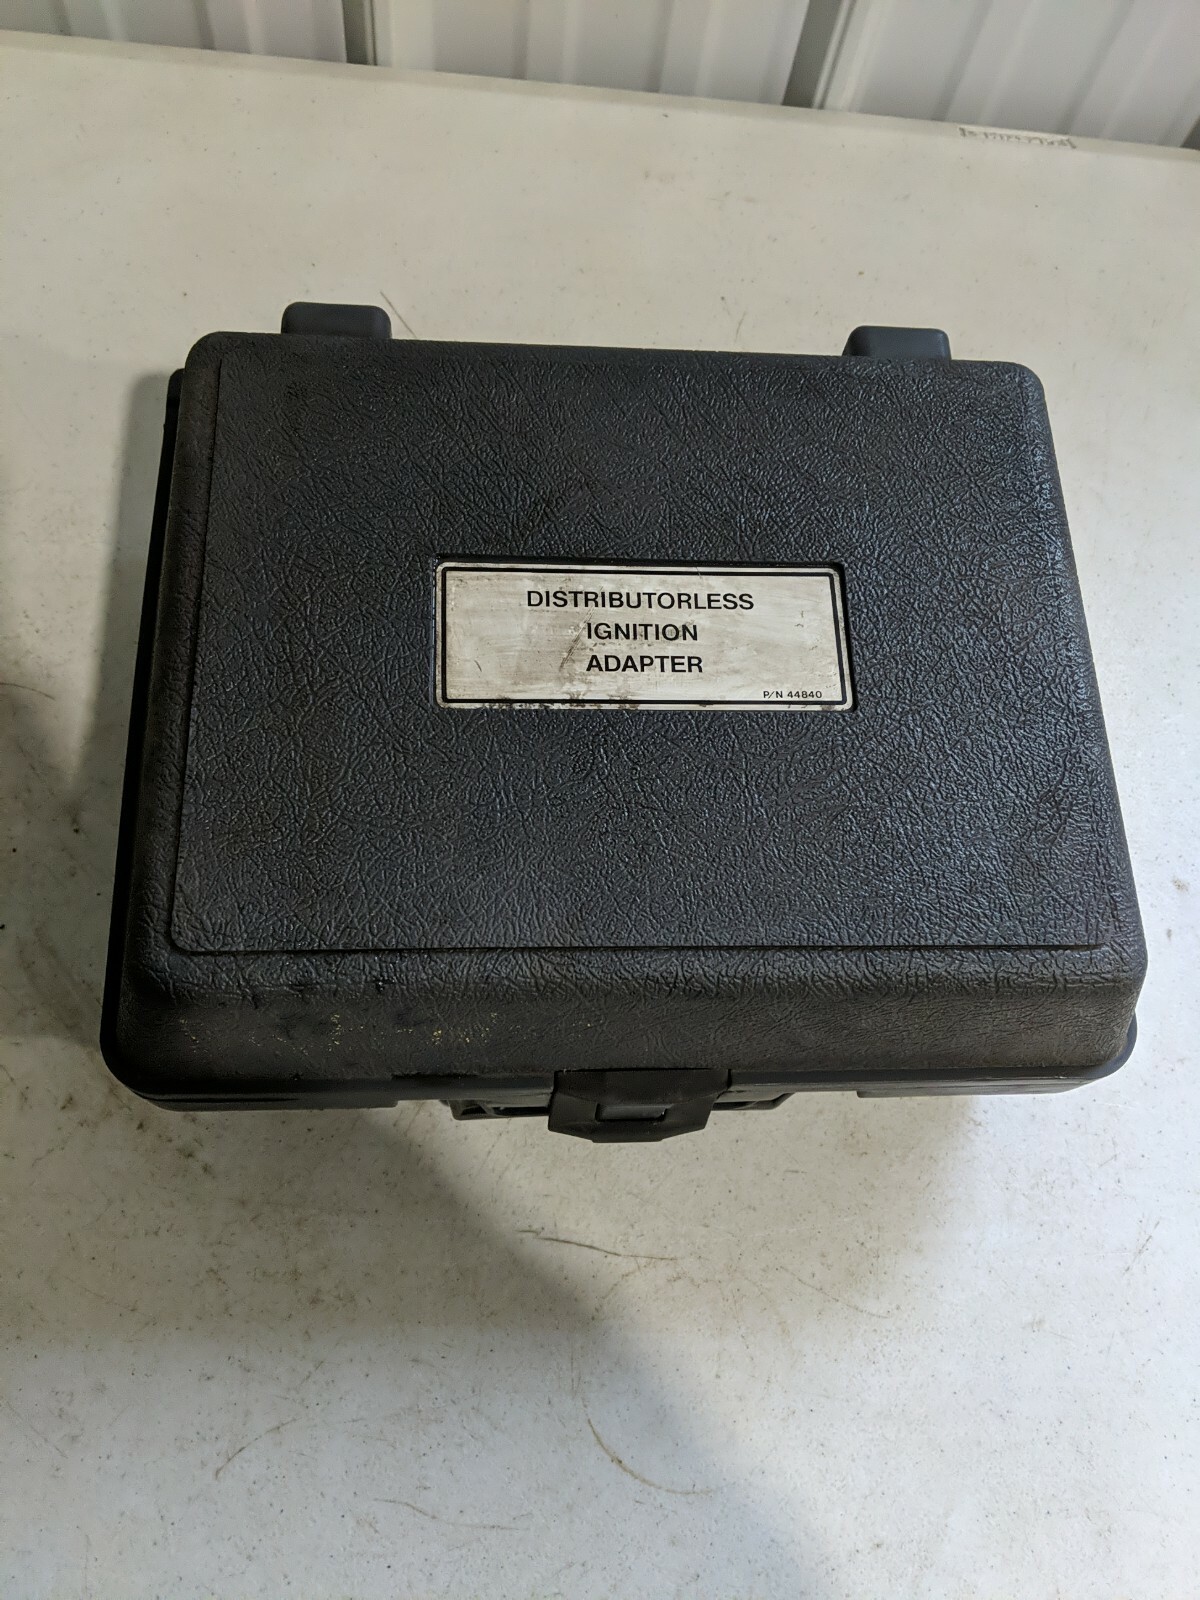 DISTRIBUTORLESS
IGNITION
ADAPTER
P/N 44840